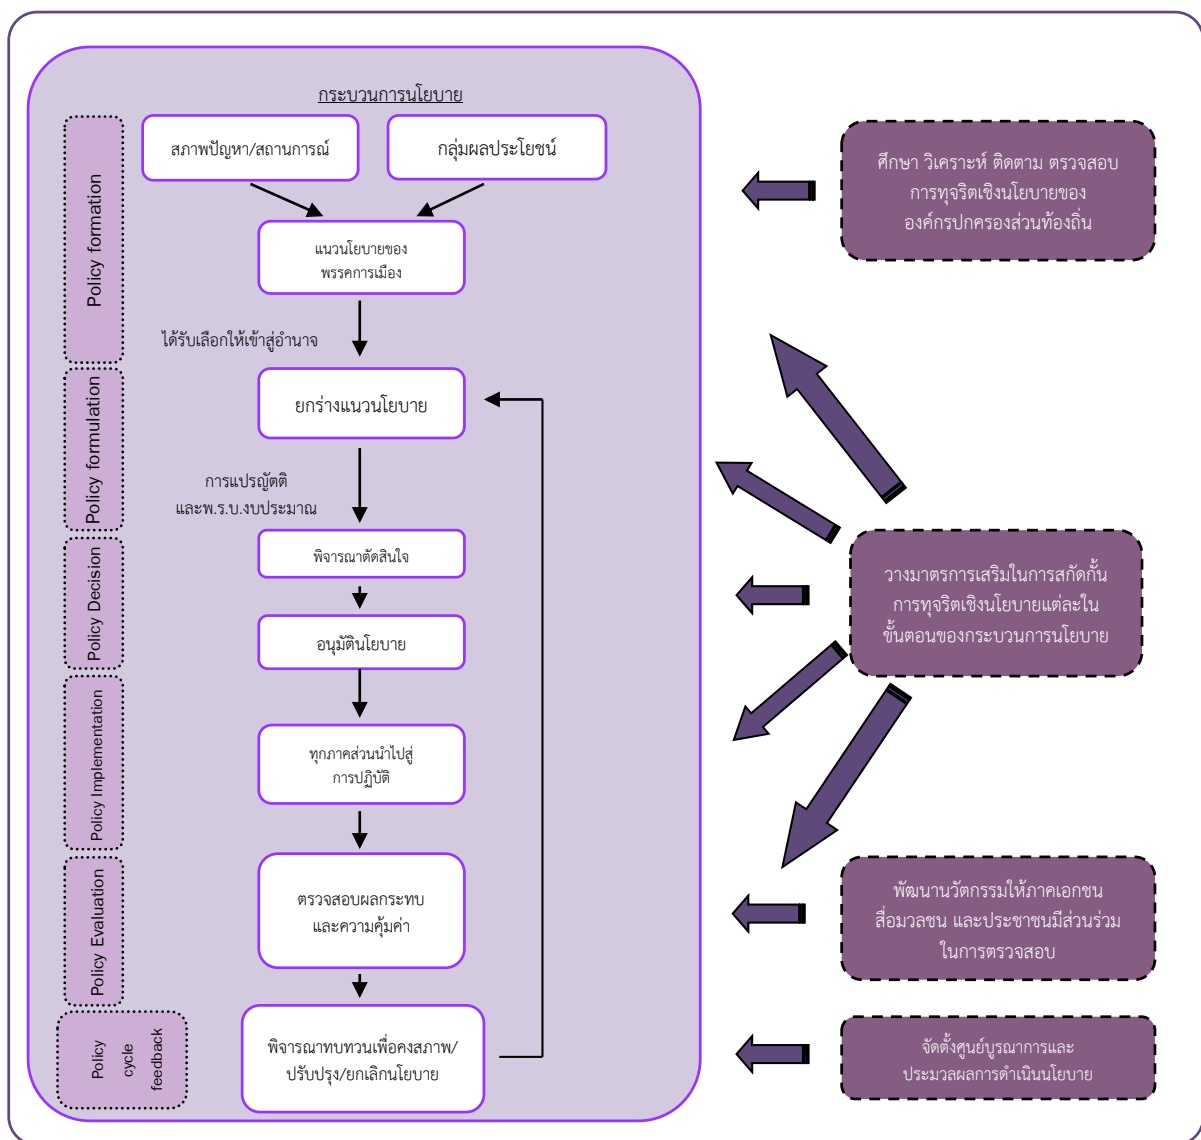 กระบวนการนโยบาย
Policy formation
สภาพปัญหา/สถานการณ์
กลุ่มผลประโยชน์
แนวนโยบายของ
พรรคการเมือง
ได้รับเลือกให้เข้าสู่อำนาจ
Policy formulation
ยกร่างแนวนโยบาย
การแปรญัตติ
และพ.ร.บ.งบประมาณ
Policy Decision
พิจารณาตัดสินใจ
อนุมัตินโยบาย
Policy Implementation
ทุกภาคส่วนนำไปสู่
การปฏิบัติ
Policy Evaluation
ตรวจสอบผลกระทบ
และความคุ้มค่า
Policy
cycle
feedback
พิจารณาทบทวนเพื่อคงสภาพ/
ปรับปรุง/ยกเลิกนโยบาย
ศึกษา วิเคราะห์ ติดตาม ตรวจสอบ
การทุจริตเชิงนโยบายของ
องค์กรปกครองส่วนท้องถิ่น
วางมาตรการเสริมในการสกัดกั้น
การทุจริตเชิงนโยบายแต่ละใน
ขั้นตอนของกระบวนการนโยบาย
พัฒนานวัตกรรมให้ภาคเอกชน
สื่อมวลชน และประชาชนมีส่วนร่วม
ในการตรวจสอบ
จัดตั้งศูนย์บูรณาการและ
ประมวลผลการดำเนินนโยบาย